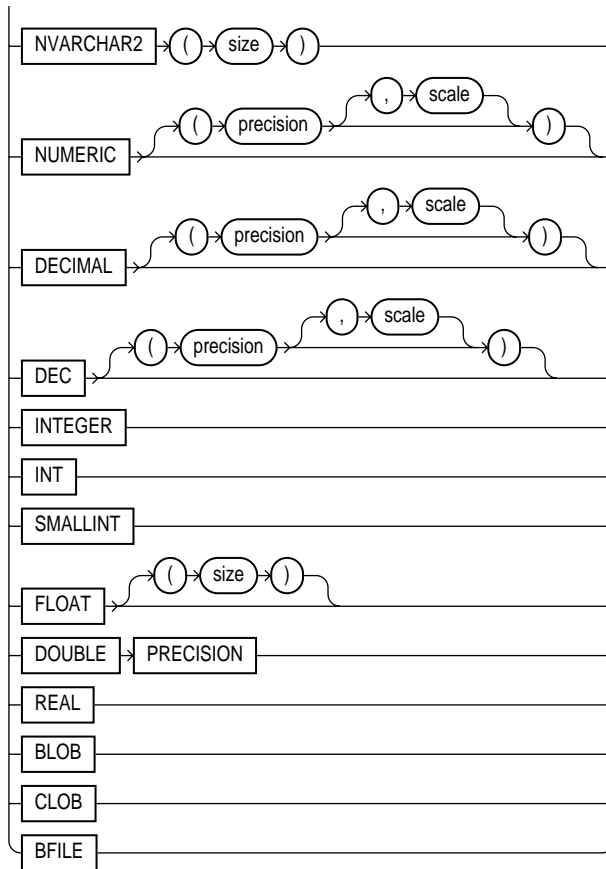 NVARCHAR2 ( size )
, scale
( precision )
NUMERIC
, scale
( precision )
DECIMAL
, scale
( precision )
DEC
INTEGER
INT
SMALLINT
( size )
FLOAT
DOUBLE PRECISION
REAL
BLOB
CLOB
BFILE